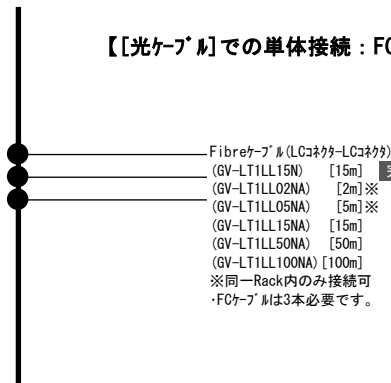 【[光ｹｰﾌﾞﾙ]での単体接続：FC
Fibreｹｰﾌﾞﾙ(LCｺﾈｸﾀ-LCｺﾈｸﾀ)
(GV-LT1LL15N) [15m]
(GV-LT1LL02NA) [2m]※
(GV-LT1LL05NA) [5m]※
(GV-LT1LL15NA) [15m]
(GV-LT1LL50NA) [50m]
(GV-LT1LL100NA)[100m]
※同一Rack内のみ接続可
･FCｹｰﾌﾞﾙは3本必要です。